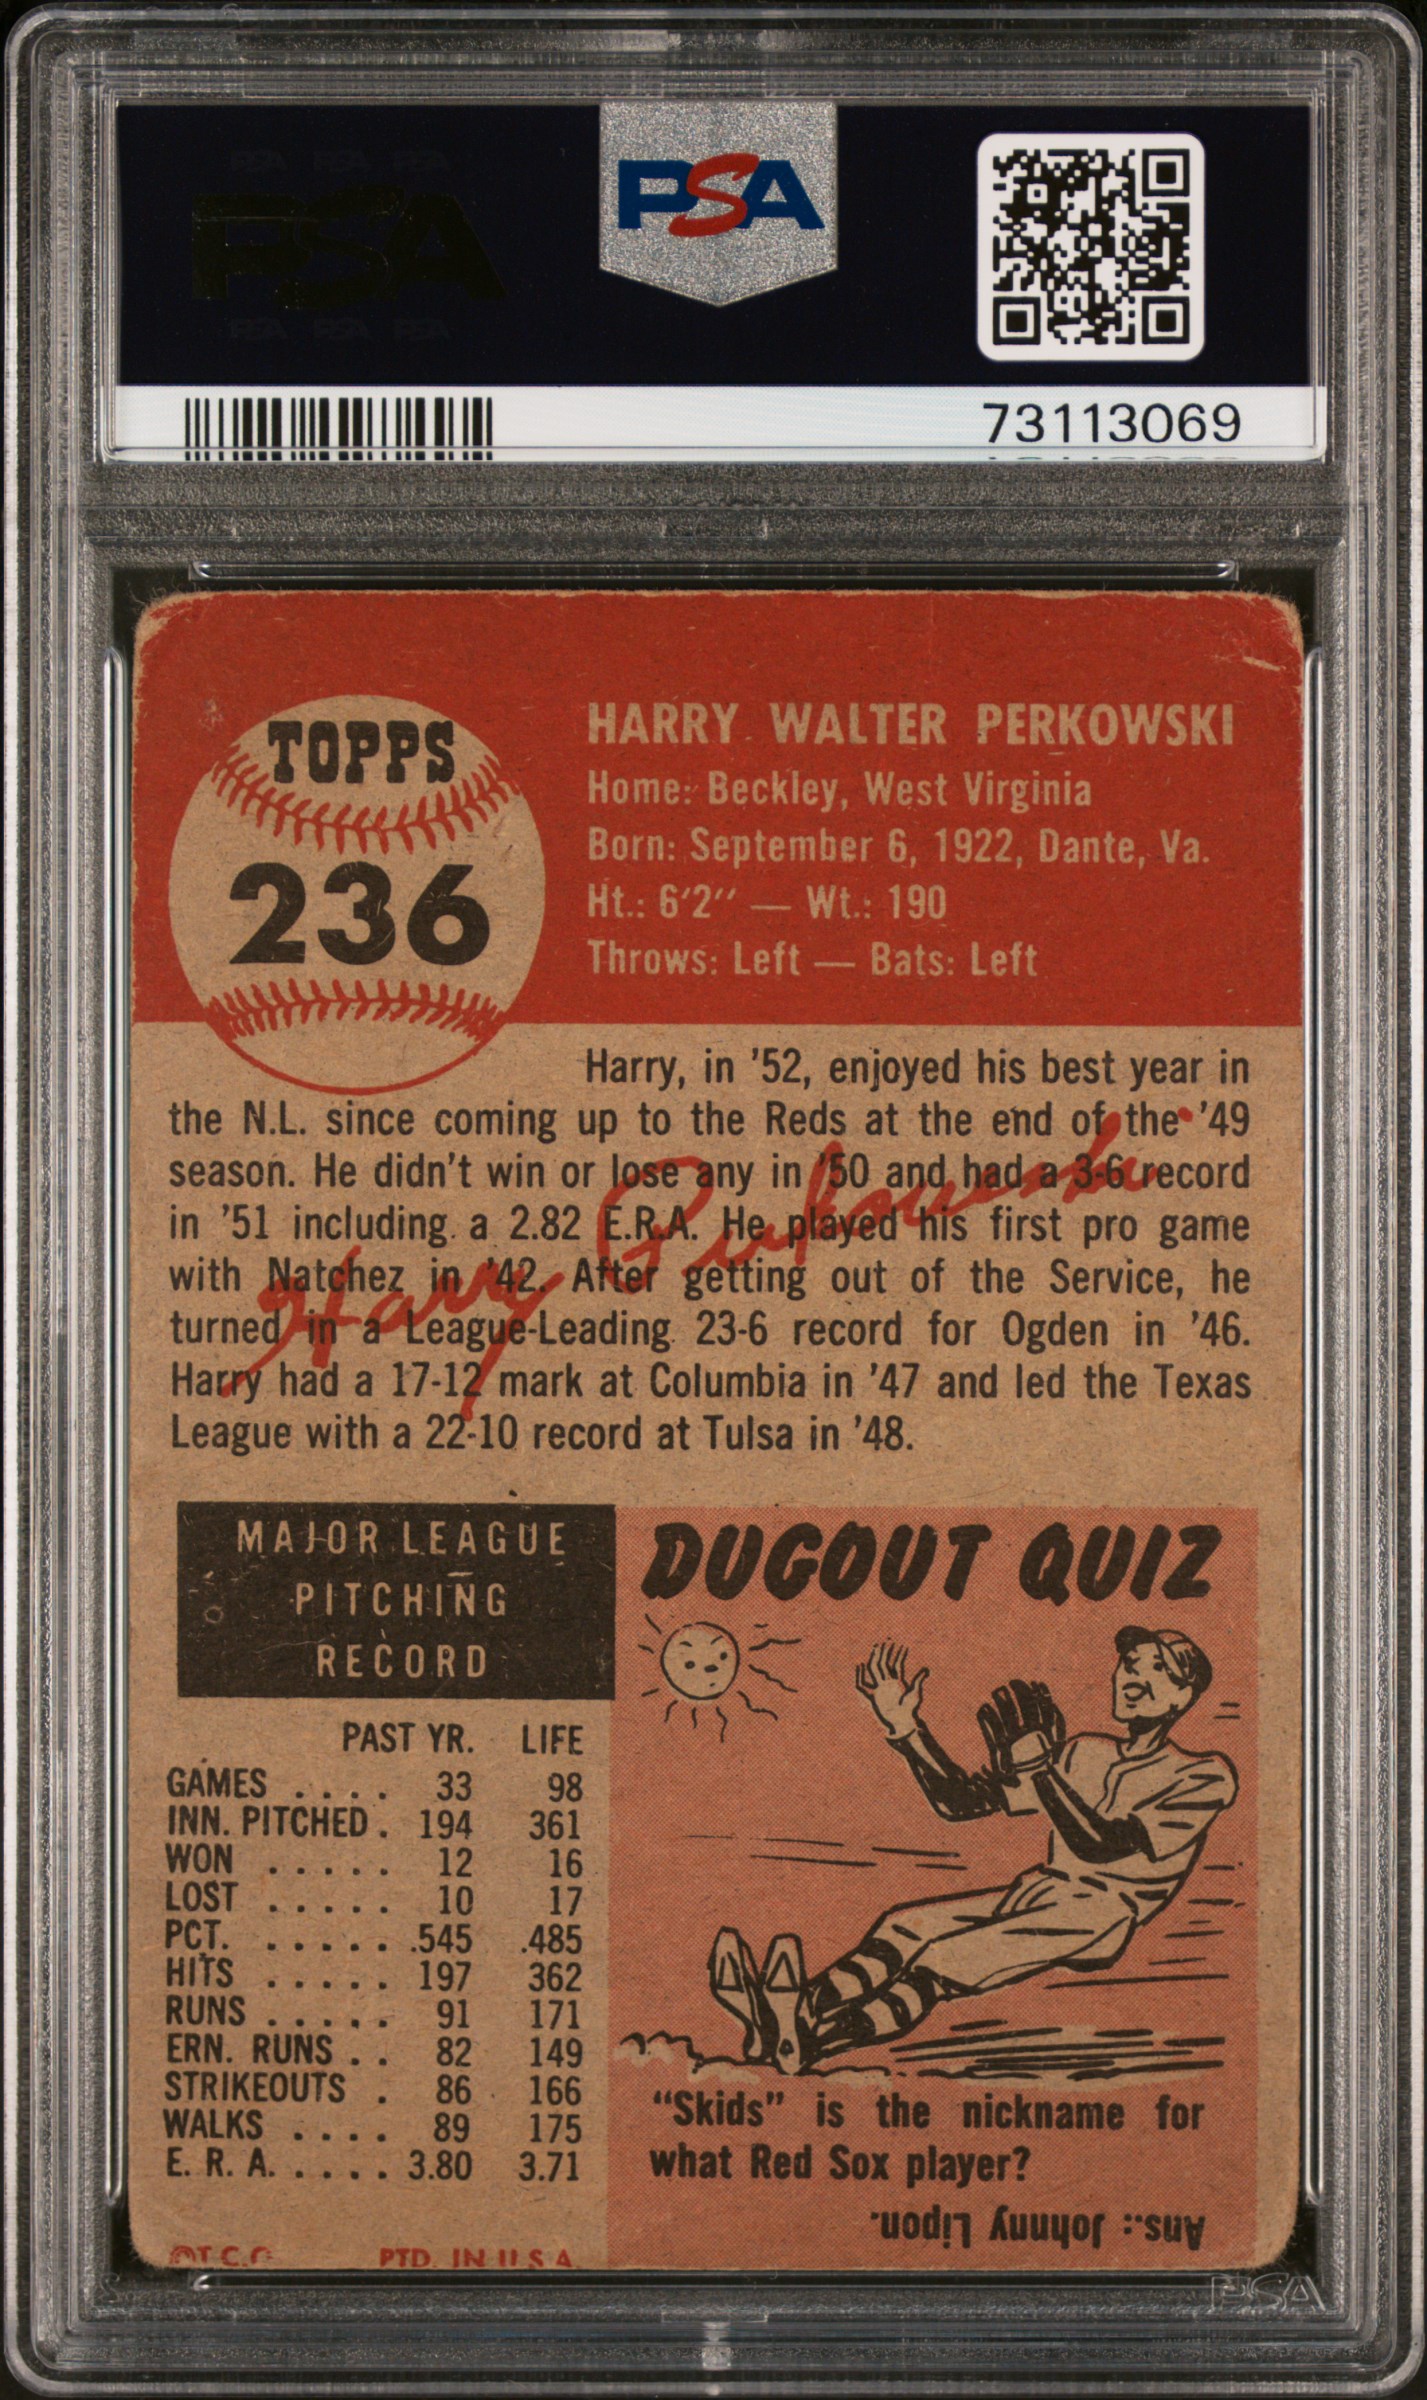 PSA
PSA PSA PSA
PSA
PSA PSA PSA
73113069
TOPPS
236
HARRY WALTER PERKOWSKI
Home: Beckley, West Virginia
Born: September 6, 1922, Dante, Va.
Ht.: 6'2" — Wt.: 190
Throws: Left — Bats: Left
Harry, in '52, enjoyed his best year in
the N.L. since coming up to the Reds at the end of the '49
season. He didn't win or lose any in '50 and had a 3-6 record
in '51 including a 2.82 E.R.A. He played his first pro game
with Natchez in '42. After getting out of the Service, he
turned in a League-Leading 23-6 record for Ogden in '46.
Harry had a 17-12 mark at Columbia in '47 and led the Texas
League with a 22-10 record at Tulsa in '48.
Harry Perkowski
MAJOR LEAGUE
PITCHING
RECORD
PAST YR. LIFE
GAMES . . . . 33 98
INN. PITCHED . 194 361
WON . . . . . 12 16
LOST . . . . . 10 17
PCT. . . . . . .545 .485
HITS . . . . . 197 362
RUNS . . . . . 91 171
ERN. RUNS . . 82 149
STRIKEOUTS . 86 166
WALKS . . . . 89 175
E. R. A. . . . . 3.80 3.71
©T.C.G. PTD. IN U.S.A.
DUGOUT QUIZ
"Skids" is the nickname for
what Red Sox player?
Ans.: Johnny Lipon.
PSA